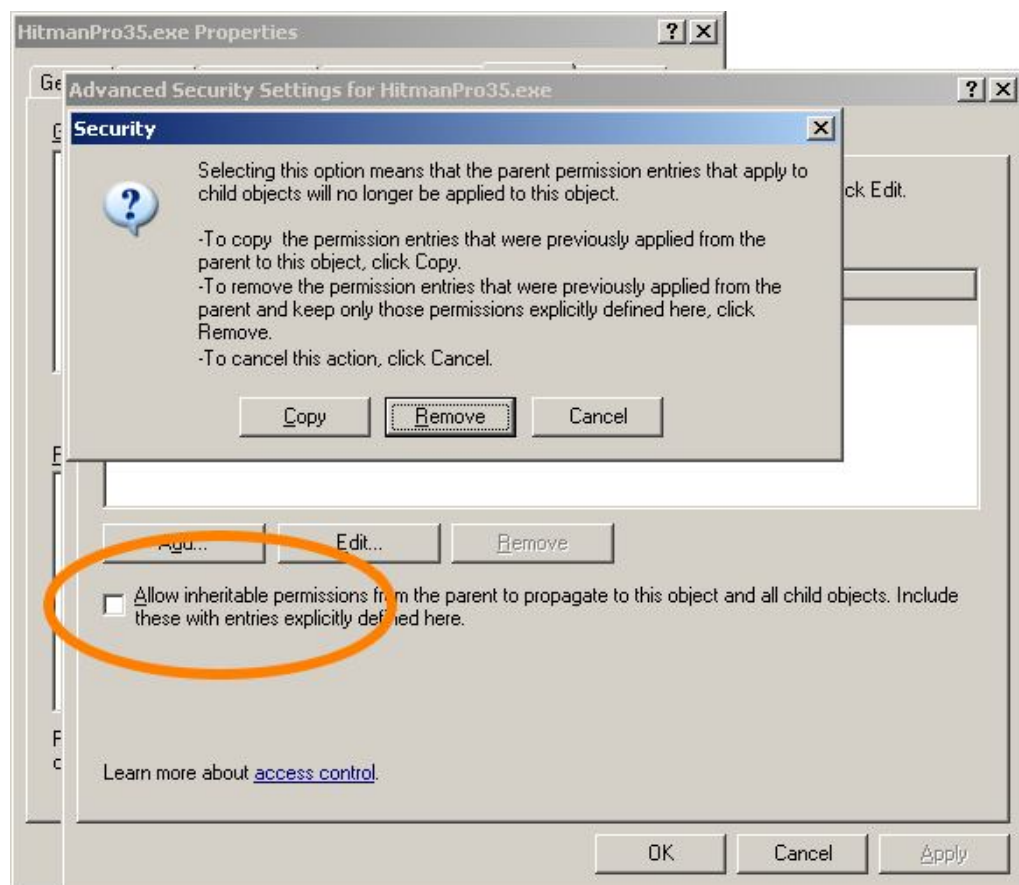 HitmanPro35.exe Properties
Ge
Advanced Security Settings for HitmanPro35.exe
Security
Selecting this option means that the parent permission entries that apply to
child objects will no longer be applied to this object.
-To copy the permission entries that were previously applied from the
parent to this object, click Copy.
-To remove the permission entries that were previously applied from the
parent and keep only those permissions explicitly defined here, click
Remove.
-To cancel this action, click Cancel.
Copy
Remove
Cancel
ck Edit.
Add...
Edit...
Remove
Allow inheritable permissions from the parent to propagate to this object and all child objects. Include
these with entries explicitly defined here.
Learn more about access control.
OK
Cancel
Apply